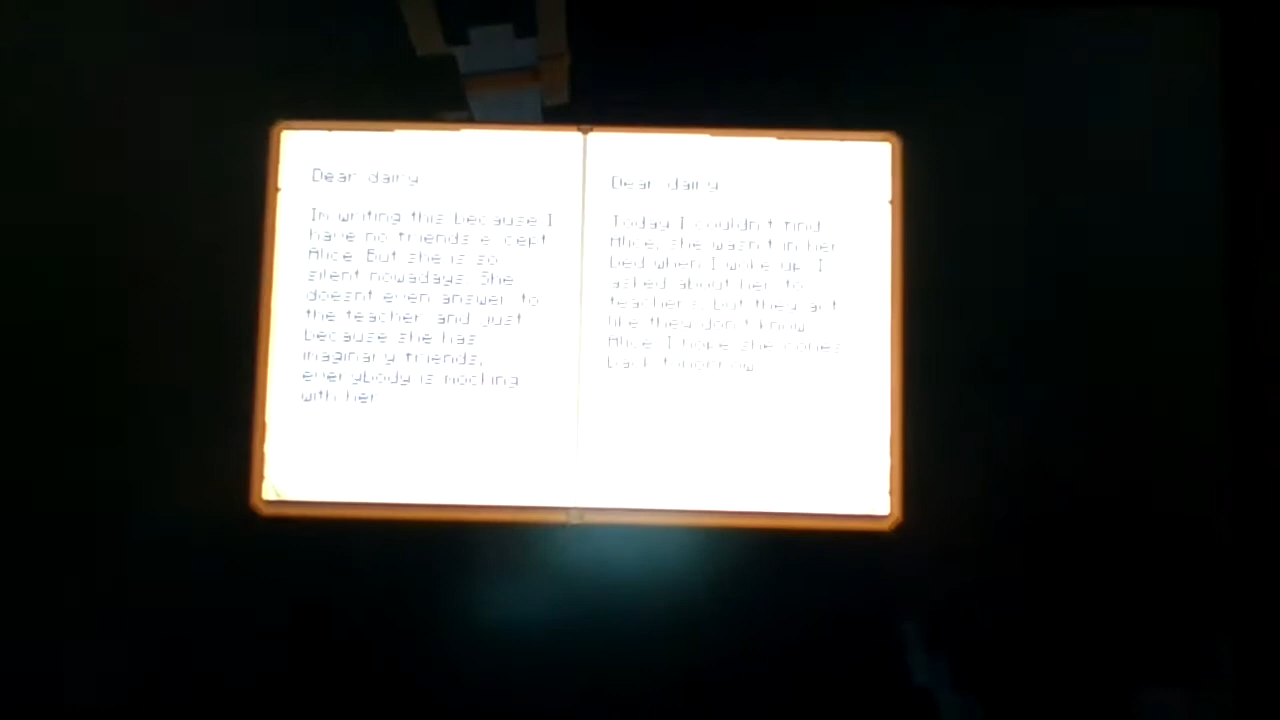 Dear dairy
Im writing this because I
have no friends except
Alice. But she is so
silent nowadays. She
doesnt even answer to
the teacher and just
because she has
imaginary friends,
everybody is mocking
with her
Dear dairy
Today I couldn't find
Alice, she wasn't in her
bed when I woke up. I
asked about her to
teachers, but they act
like they don't know
Alice. I hope she comes
back tomorrow